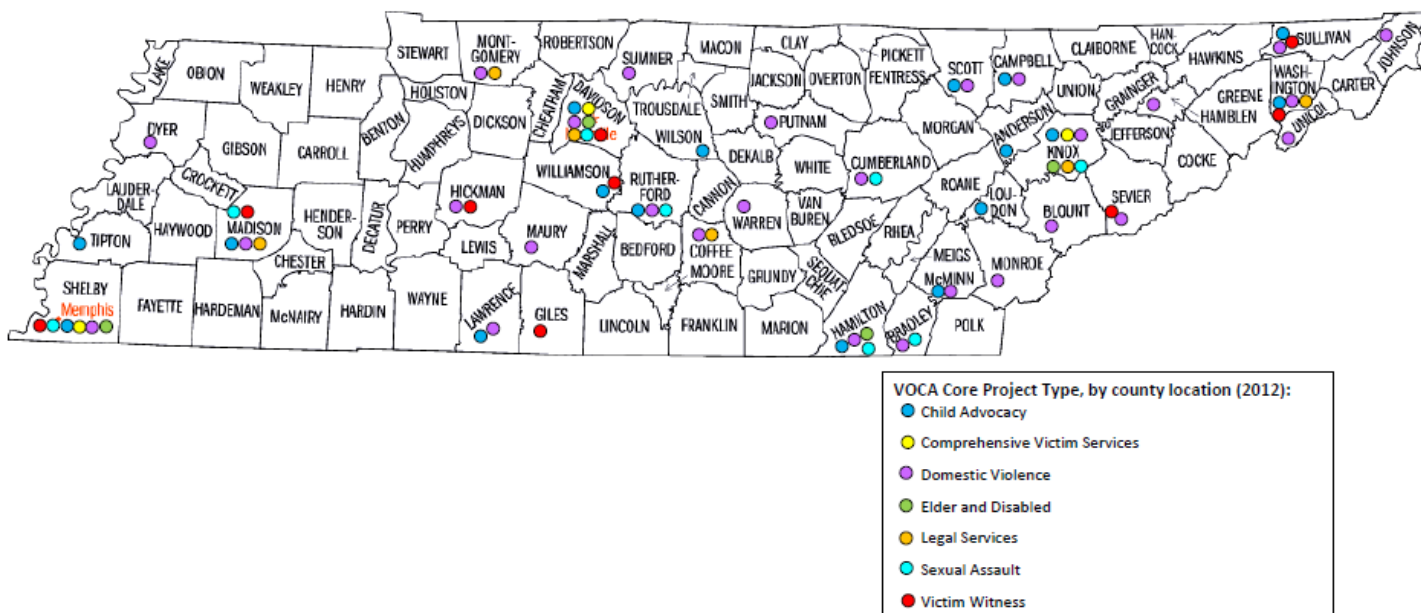 STEWART
MONT-
GOMERY
ROBERTSON
SUMNER
MACON
CLAY
PICKETT
FENTRESS
SCOTT
CAMPBELL
CLAIBORNE
HAN-
COCK
HAWKINS
SULLIVAN
JOHNSON
LAKE
OBION
WEAKLEY
HENRY
HOUSTON
CHEATHAM
DAVIDSON
TROUSDALE
SMITH
JACKSON
OVERTON
UNION
GRAINGER
GREENE
HAMBLEN
WASH-
INGTON
CARTER
UNICOI
DYER
GIBSON
CARROLL
BENTON
HUMPHREYS
DICKSON
WILSON
PUTNAM
MORGAN
ANDERSON
KNOX
JEFFERSON
COCKE
LAUDER-
DALE
CROCKETT
HAYWOOD
MADISON
HENDER-
SON
DECATUR
PERRY
HICKMAN
WILLIAMSON
RUTHER-
FORD
CANNON
DEKALB
WHITE
CUMBERLAND
ROANE
LOU-
DON
BLOUNT
SEVIER
TIPTON
CHESTER
LEWIS
MAURY
MARSHALL
BEDFORD
COFFEE
MOORE
WARREN
VAN
BUREN
BLEDSOE
RHEA
MEIGS
McMINN
MONROE
SHELBY
Memphis
FAYETTE
HARDEMAN
McNAIRY
HARDIN
WAYNE
LAWRENCE
GILES
LINCOLN
FRANKLIN
GRUNDY
MARION
SEQUAT-
CHIE
HAMILTON
BRADLEY
POLK
VOCA Core Project Type, by county location (2012):
Child Advocacy
Comprehensive Victim Services
Domestic Violence
Elder and Disabled
Legal Services
Sexual Assault
Victim Witness